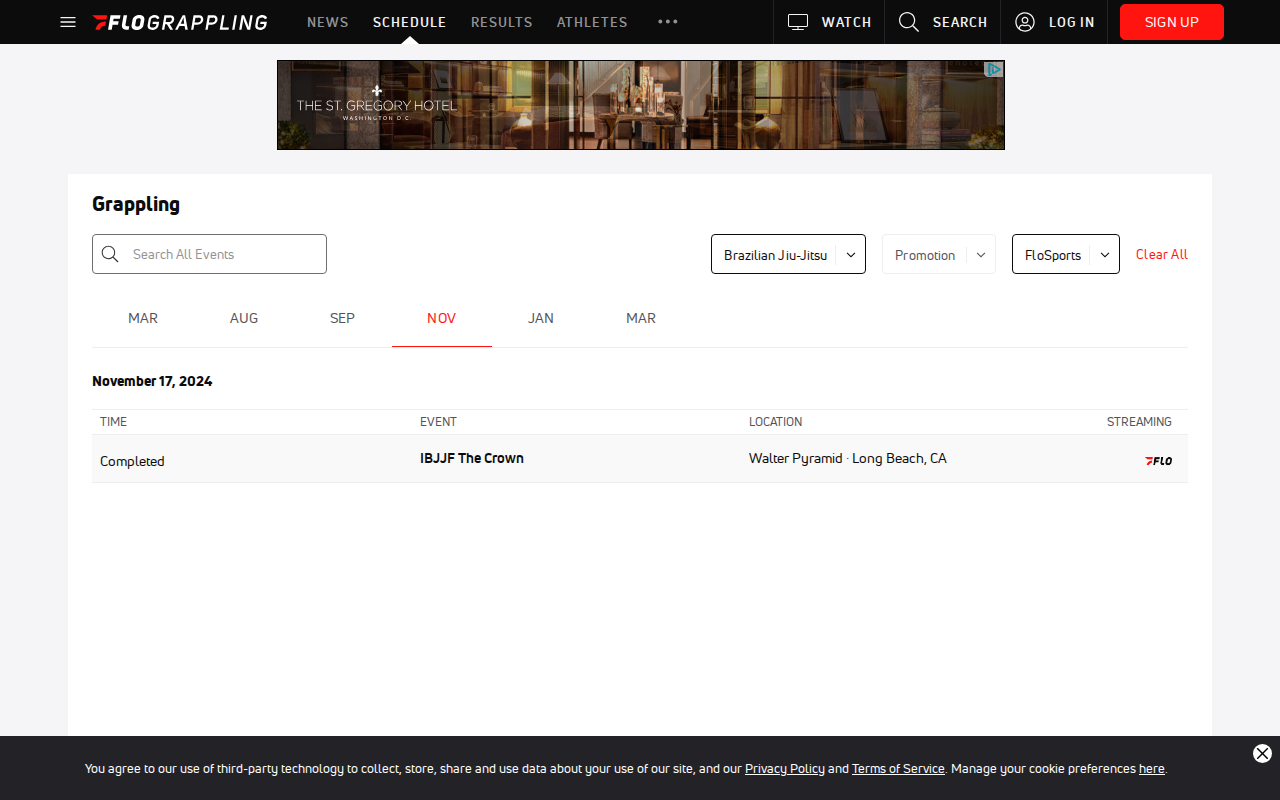 FLOGRAPPLING NEWS SCHEDULE RESULTS ATHLETES WATCH SEARCH LOG IN SIGN UP
THE ST. GREGORY HOTEL
WASHINGTON D.C.
Grappling
Search All Events Brazilian Jiu-Jitsu Promotion FloSports Clear All
MAR AUG SEP NOV JAN MAR
November 17, 2024
TIME EVENT LOCATION STREAMING
Completed IBJJF The Crown Walter Pyramid · Long Beach, CA FLO
You agree to our use of third-party technology to collect, store, share and use data about your use of our site, and our Privacy Policy and Terms of Service. Manage your cookie preferences here.